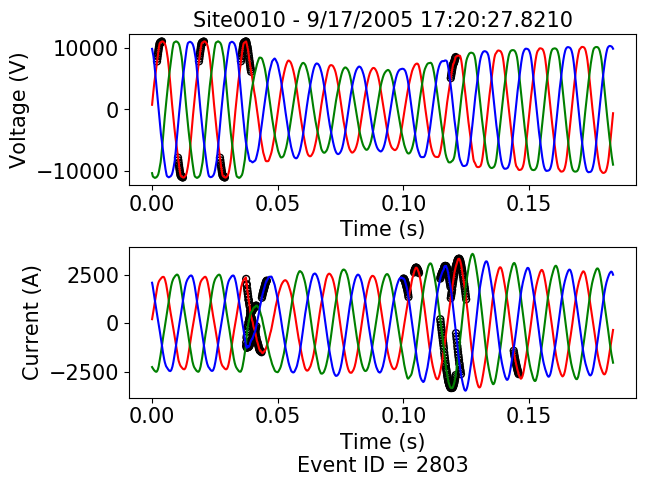 Site0010 - 9/17/2005 17:20:27.8210
Voltage (V)
10000
0
−10000
0.00 0.05 0.10 0.15
Time (s)
Current (A)
2500
0
−2500
0.00 0.05 0.10 0.15
Time (s)
Event ID = 2803